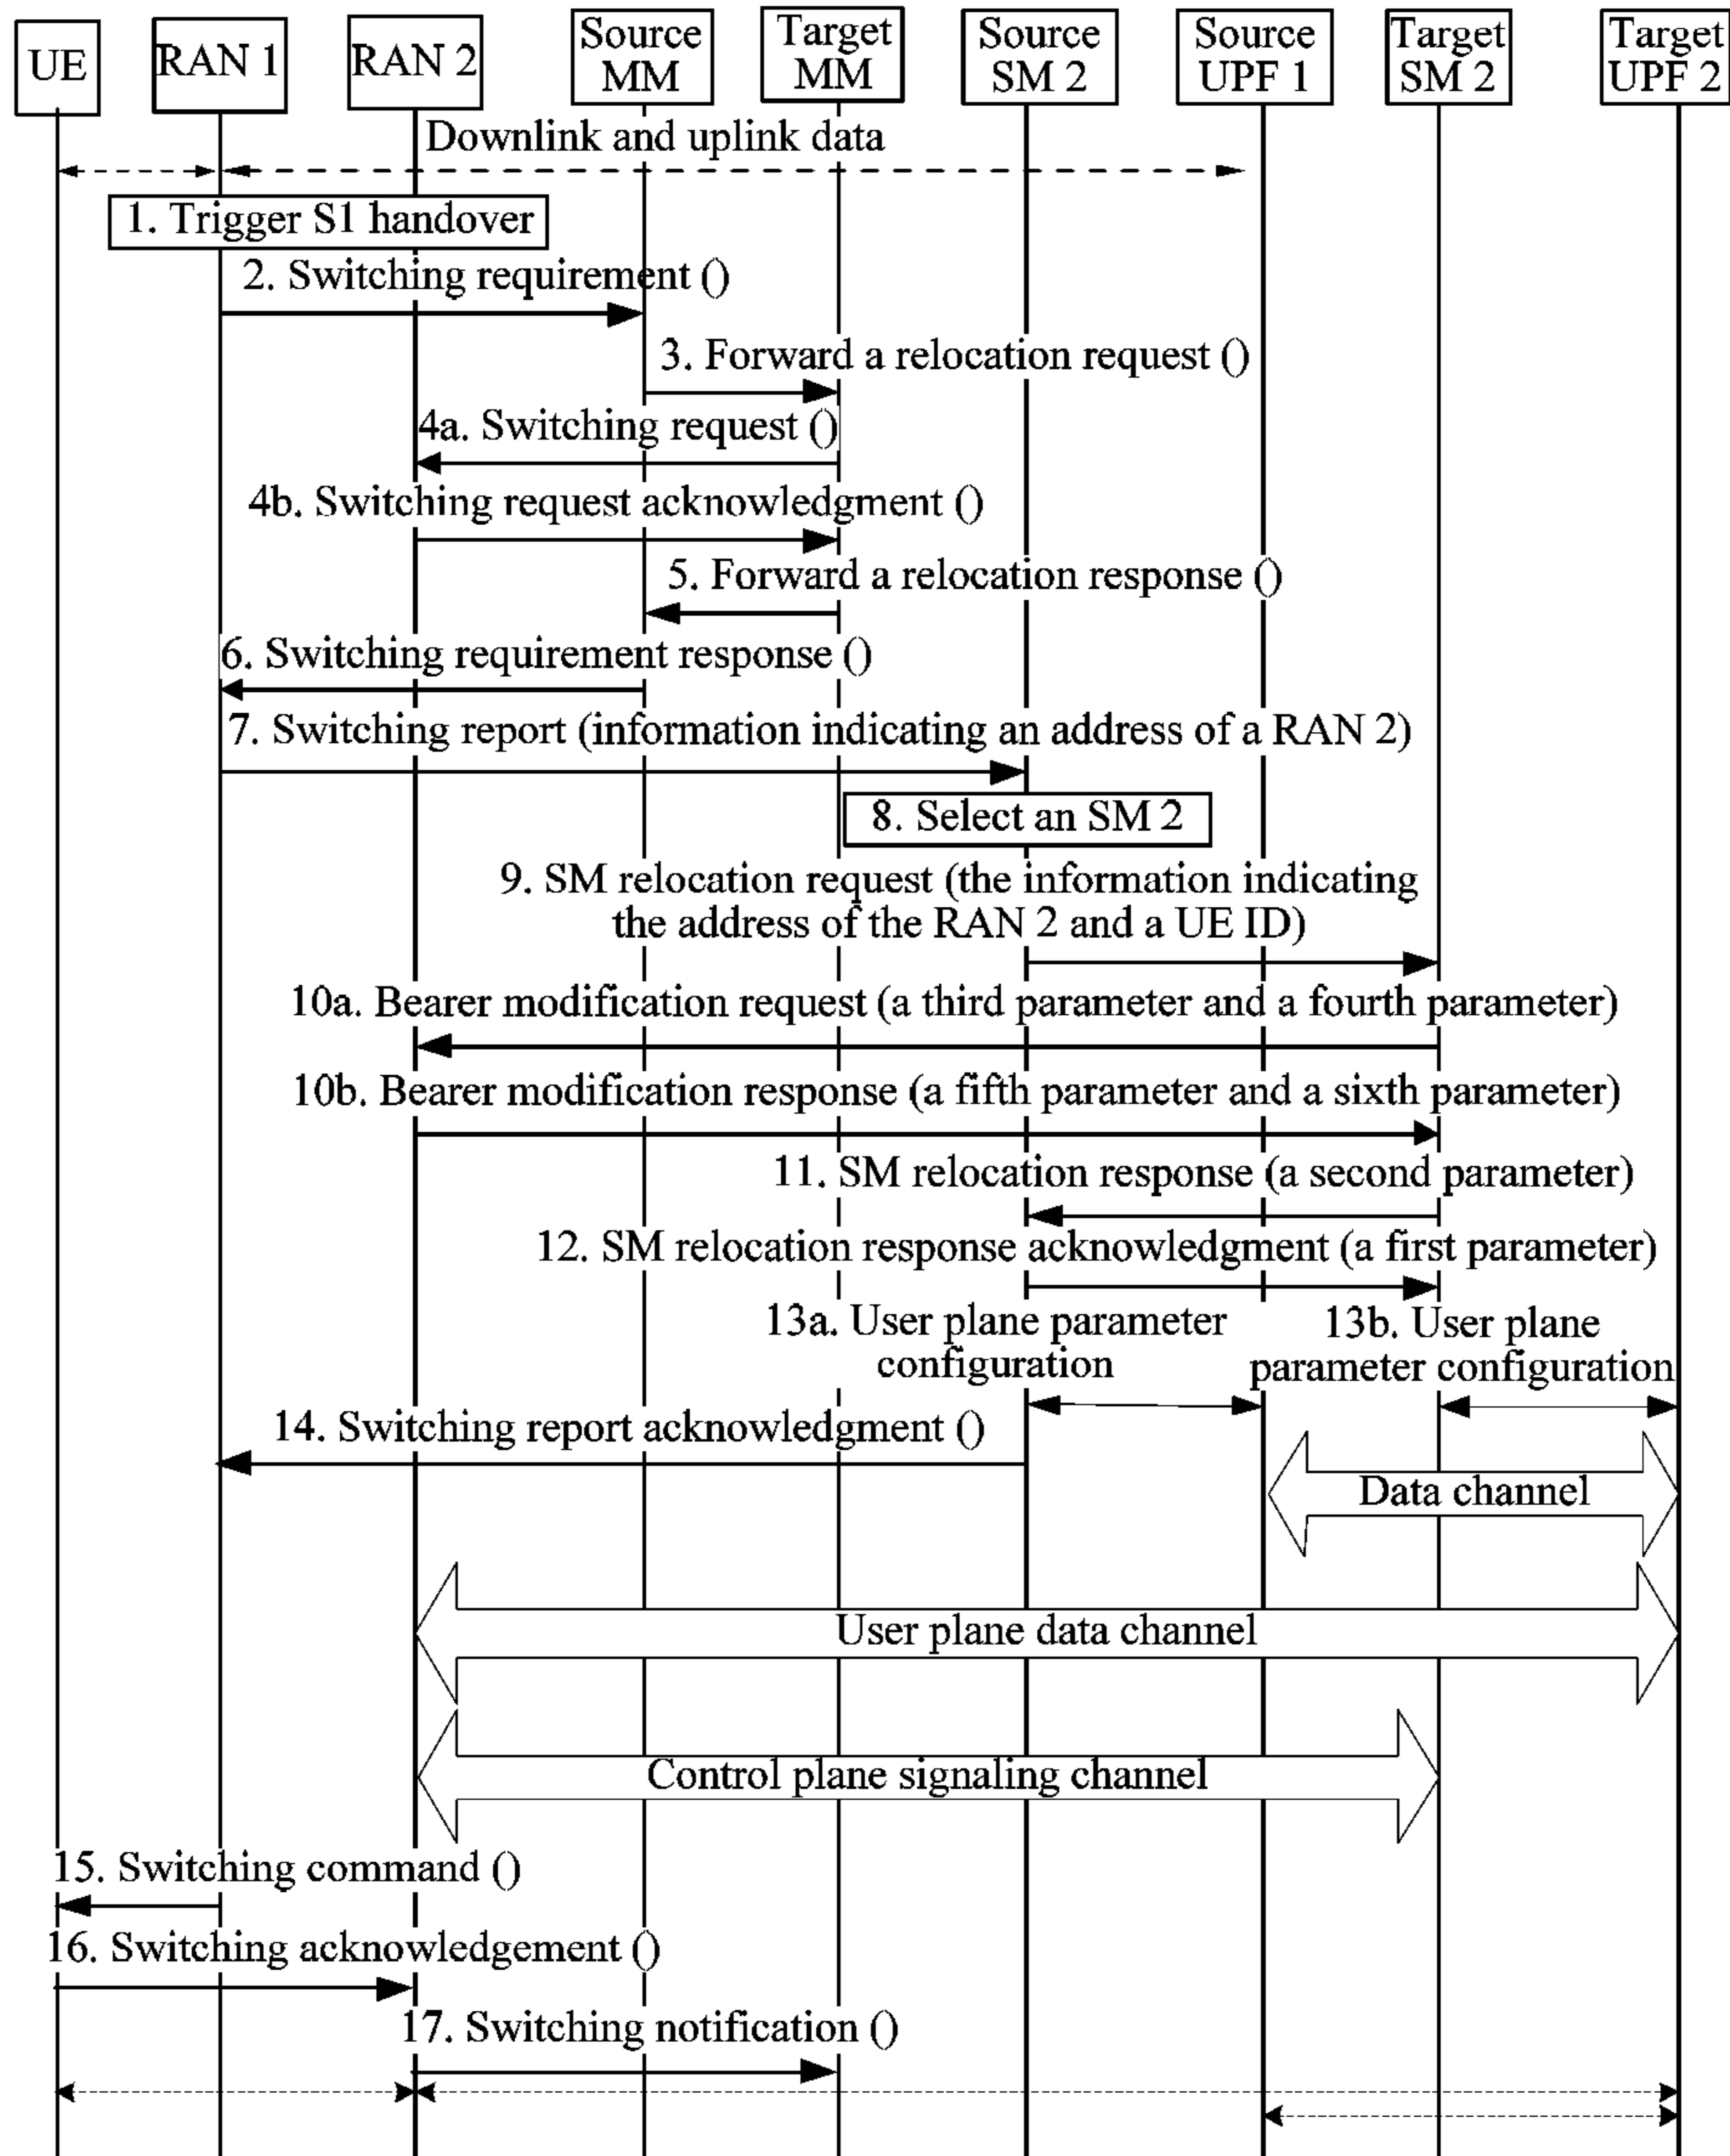 UE
RAN 1
RAN 2
Source
MM
Target
MM
Source
SM 2
Source
UPF 1
Target
SM 2
Target
UPF 2
Downlink and uplink data
1. Trigger S1 handover
2. Switching requirement ()
3. Forward a relocation request ()
4a. Switching request ()
4b. Switching request acknowledgment ()
5. Forward a relocation response ()
6. Switching requirement response ()
7. Switching report (information indicating an address of a RAN 2)
8. Select an SM 2
9. SM relocation request (the information indicating
the address of the RAN 2 and a UE ID)
10a. Bearer modification request (a third parameter and a fourth parameter)
10b. Bearer modification response (a fifth parameter and a sixth parameter)
11. SM relocation response (a second parameter)
12. SM relocation response acknowledgment (a first parameter)
13a. User plane parameter
configuration
13b. User plane
parameter configuration
14. Switching report acknowledgment ()
Data channel
User plane data channel
Control plane signaling channel
15. Switching command ()
16. Switching acknowledgement ()
17. Switching notification ()